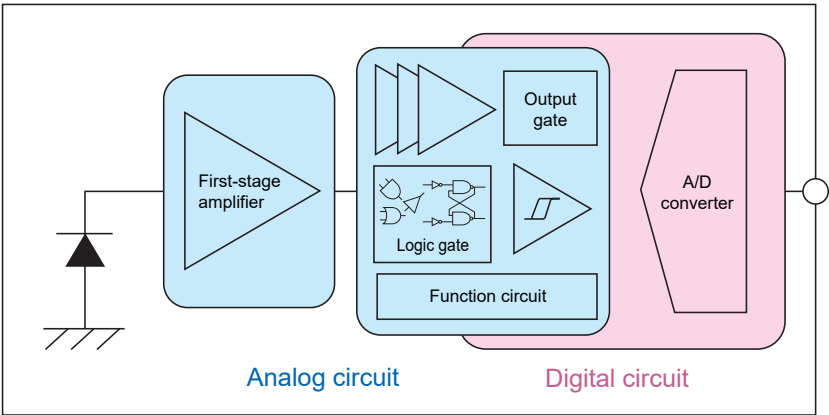 First-stage
amplifier
Output
gate
Logic gate
Function circuit
A/D
converter
Analog circuit
Digital circuit